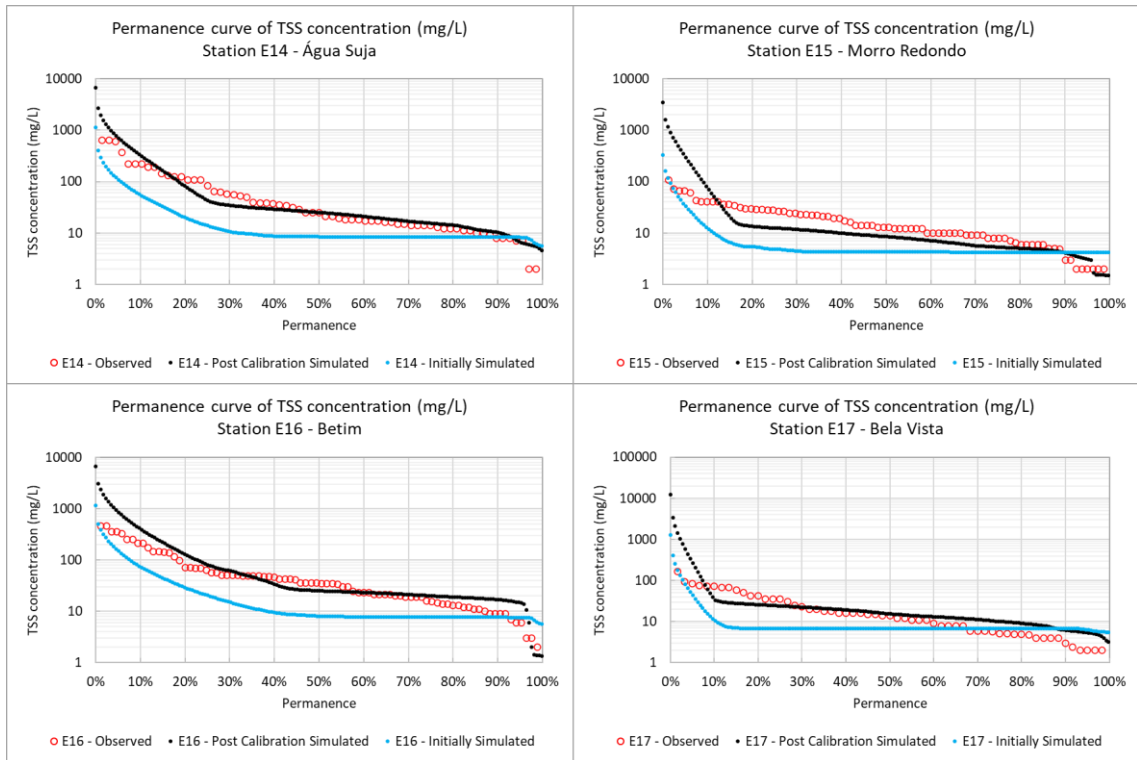 Permanence curve of TSS concentration (mg/L)
Station E14 - Água Suja
TSS concentration (mg/L)
10000
1000
100
10
1
0% 10% 20% 30% 40% 50% 60% 70% 80% 90% 100%
Permanence
E14 - Observed E14 - Post Calibration Simulated E14 - Initially Simulated
Permanence curve of TSS concentration (mg/L)
Station E15 - Morro Redondo
TSS concentration (mg/L)
10000
1000
100
10
1
0% 10% 20% 30% 40% 50% 60% 70% 80% 90% 100%
Permanence
E15 - Observed E15 - Post Calibration Simulated E15 - Initially Simulated
Permanence curve of TSS concentration (mg/L)
Station E16 - Betim
TSS concentration (mg/L)
10000
1000
100
10
1
0% 10% 20% 30% 40% 50% 60% 70% 80% 90% 100%
Permanence
E16 - Observed E16 - Post Calibration Simulated E16 - Initially Simulated
Permanence curve of TSS concentration (mg/L)
Station E17 - Bela Vista
TSS concentration (mg/L)
100000
10000
1000
100
10
1
0% 10% 20% 30% 40% 50% 60% 70% 80% 90% 100%
Permanence
E17 - Observed E17 - Post Calibration Simulated E17 - Initially Simulated